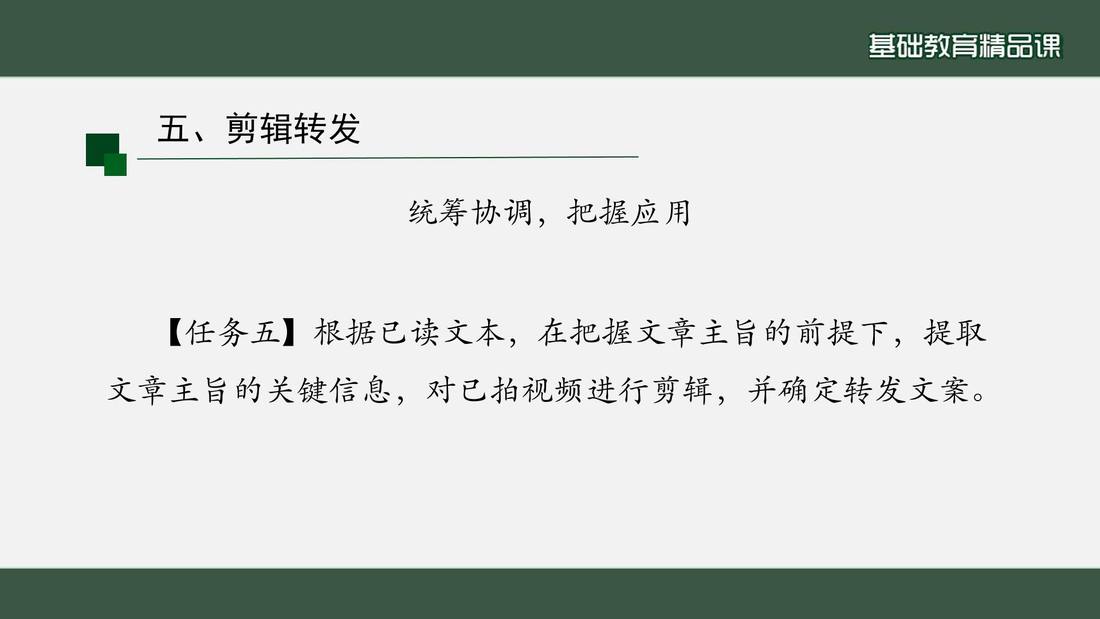 基础教育精品课
五、剪辑转发
统筹协调，把握应用
【任务五】根据已读文本，在把握文章主旨的前提下，提取
文章主旨的关键信息，对已拍视频进行剪辑，并确定转发文案。